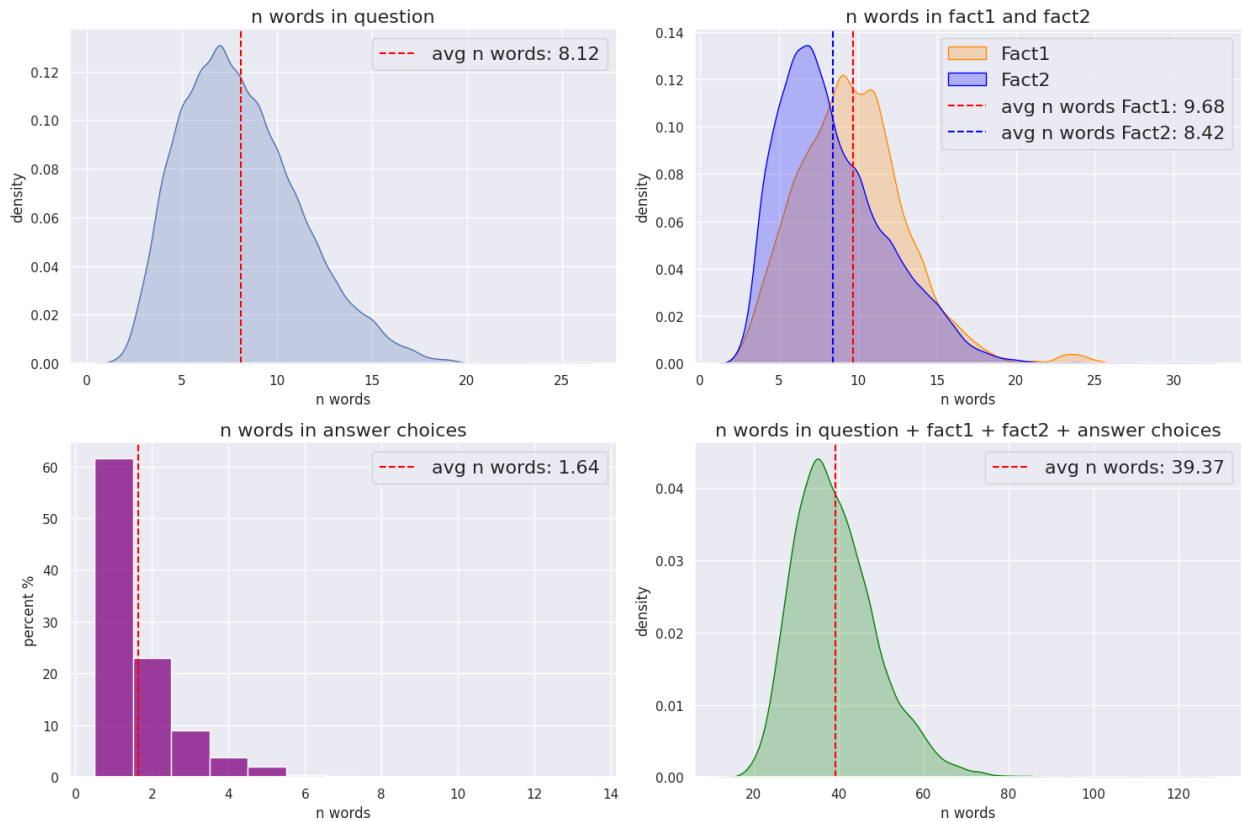 n words in question
avg n words: 8.12
density
0.12
0.10
0.08
0.06
0.04
0.02
0.00
0
5
10
15
20
25
n words
n words in fact1 and fact2
Fact1
Fact2
avg n words Fact1: 9.68
avg n words Fact2: 8.42
density
0.14
0.12
0.10
0.08
0.06
0.04
0.02
0.00
0
5
10
15
20
25
30
n words
n words in answer choices
avg n words: 1.64
percent %
60
50
40
30
20
10
0
0
2
4
6
8
10
12
14
n words
n words in question + fact1 + fact2 + answer choices
avg n words: 39.37
density
0.04
0.03
0.02
0.01
0.00
20
40
60
80
100
120
n words